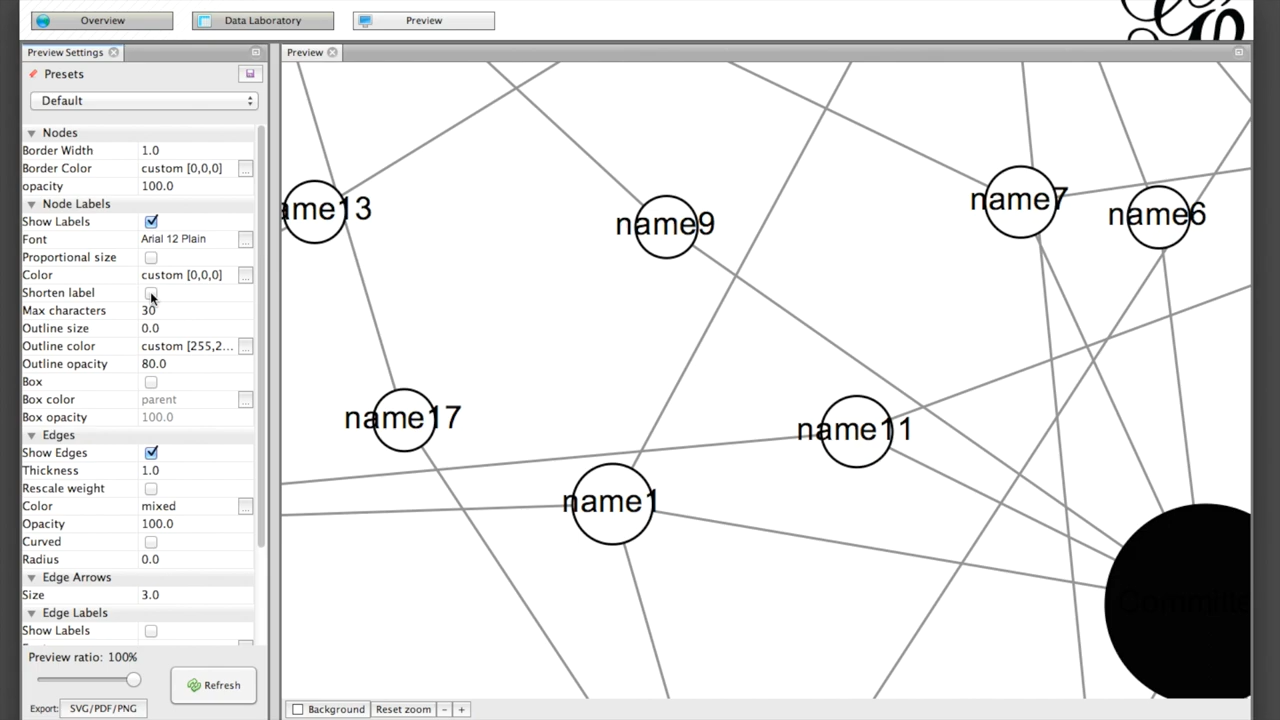 Overview
Data Laboratory
Preview
Preview Settings
Presets
Default
Nodes
Border Width 1.0
Border Color custom [0,0,0] ...
opacity 100.0
Node Labels
Show Labels
Font Arial 12 Plain ...
Proportional size
Color custom [0,0,0] ...
Shorten label
Max characters 30
Outline size 0.0
Outline color custom [255,2... ...
Outline opacity 80.0
Box
Box color parent ...
Box opacity 100.0
Edges
Show Edges
Thickness 1.0
Rescale weight
Color mixed ...
Opacity 100.0
Curved
Radius 0.0
Edge Arrows
Size 3.0
Edge Labels
Show Labels
Preview ratio: 100%
Refresh
Export: SVG/PDF/PNG
Preview
ame13
name9
name7
name6
name17
name11
name1
Background
Reset zoom
-
+